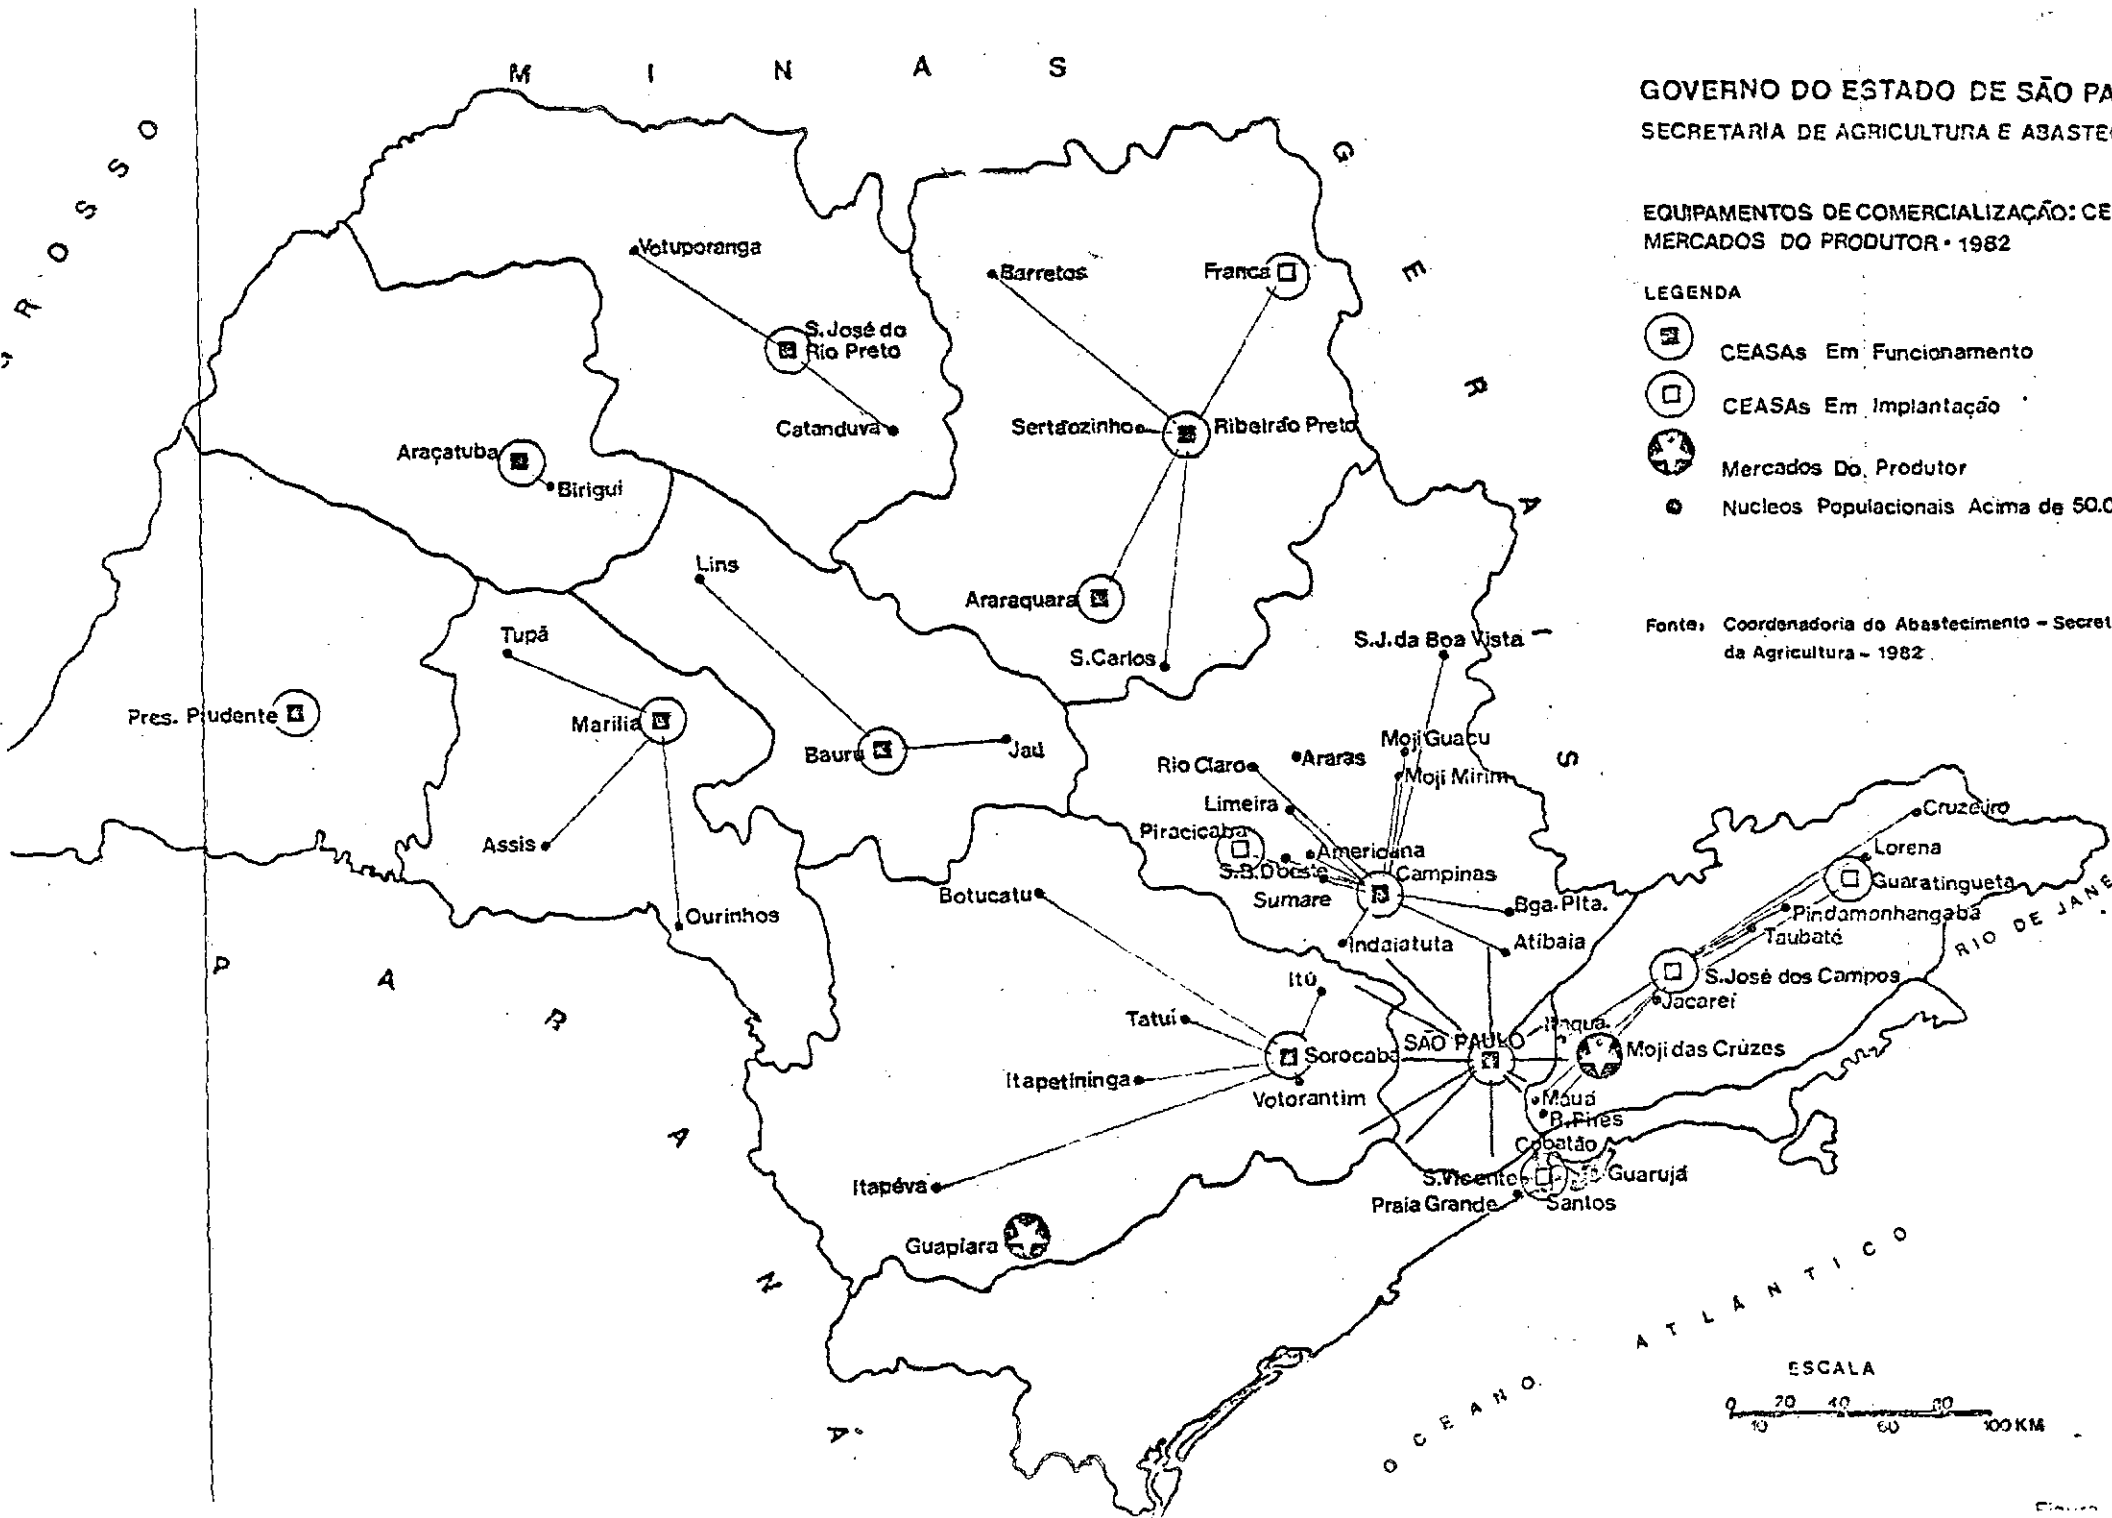 M I N A S
G E R A I S
R O S S O
P A R A N Á
GOVERNO DO ESTADO DE SÃO PA
SECRETARIA DE AGRICULTURA E ABASTE
EQUIPAMENTOS DE COMERCIALIZAÇÃO: CE
MERCADOS DO PRODUTOR • 1982
LEGENDA
CEASAs Em Funcionamento
CEASAs Em Implantação
Mercados Do Produtor
Nucleos Populacionais Acima de 50.0
Fonte: Coordenadoria do Abastecimento – Secret
da Agricultura – 1982
Votuporanga
S. José do
Rio Preto
Catanduva
Barretos
Franca
Sertãozinho
Ribeirão Preto
Araçatuba
Birigui
Lins
Araraquara
S. Carlos
Tupã
S.J. da Boa Vista
Pres. Prudente
Marilia
Bauru
Jaú
Moji Guaçu
Araras
Rio Claro
Moji Mirim
Limeira
Piracicaba
Cruzeiro
Assis
Americana
Lorena
S.B.Doeste
Campinas
Guaratingueta
Sumare
Botucatu
Bga. Plta.
Pindamonhangaba
Ourinhos
Indaiatuta
Atibaia
Taubaté
RIO DE JANE
Itú
S. José dos Campos
Jacareí
Tatuí
Itaqua
SÃO PAULO
Sorocaba
Moji das Crúzes
Itapetininga
Votorantim
Mauá
R. Pires
Cubatão
Itapéva
S. Vicente
Guarujá
Praia Grande
Santos
Guapiara
OCEANO ATLÂNTICO
ESCALA
0 20 40 80
10 60 100 KM
Figura